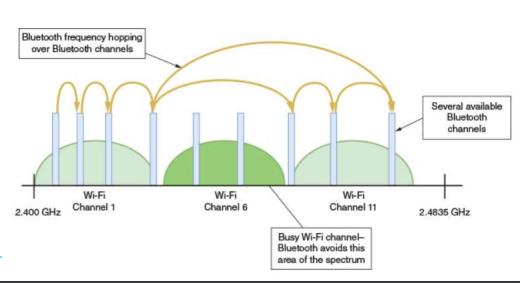 Bluetooth frequency hopping
over Bluetooth channels
Several available
Bluetooth
channels
Wi-Fi
Channel 1
Wi-Fi
Channel 6
Wi-Fi
Channel 11
2.400 GHz
2.4835 GHz
Busy Wi-Fi channel–
Bluetooth avoids this
area of the spectrum